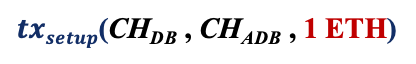 tx_setup(CH_DB , CH_ADB , 1 ETH)